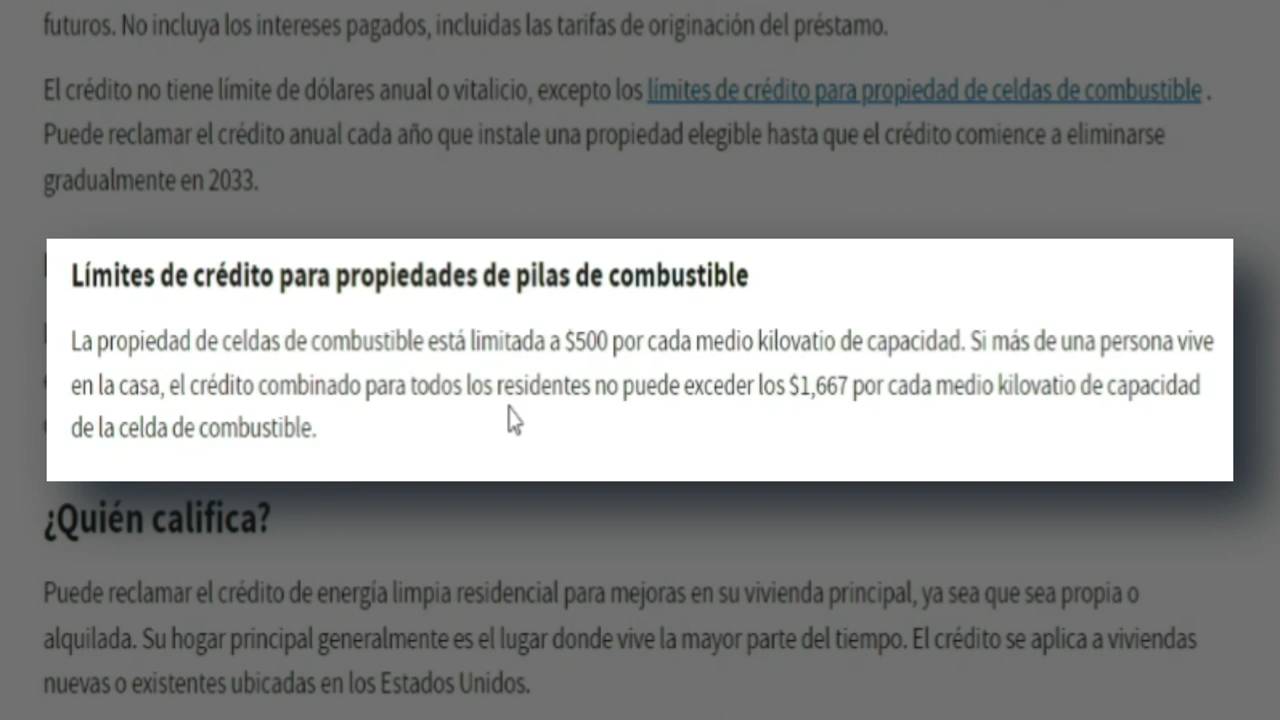 futuros. No incluya los intereses pagados, incluidas las tarifas de originación del préstamo.
El crédito no tiene límite de dólares anual o vitalicio, excepto los límites de crédito para propiedad de celdas de combustible .
Puede reclamar el crédito anual cada año que instale una propiedad elegible hasta que el crédito comience a eliminarse
gradualmente en 2033.
Límites de crédito para propiedades de pilas de combustible
La propiedad de celdas de combustible está limitada a $500 por cada medio kilovatio de capacidad. Si más de una persona vive
en la casa, el crédito combinado para todos los residentes no puede exceder los $1,667 por cada medio kilovatio de capacidad
de la celda de combustible.
¿Quién califica?
Puede reclamar el crédito de energía limpia residencial para mejoras en su vivienda principal, ya sea que sea propia o
alquilada. Su hogar principal generalmente es el lugar donde vive la mayor parte del tiempo. El crédito se aplica a viviendas
nuevas o existentes ubicadas en los Estados Unidos.